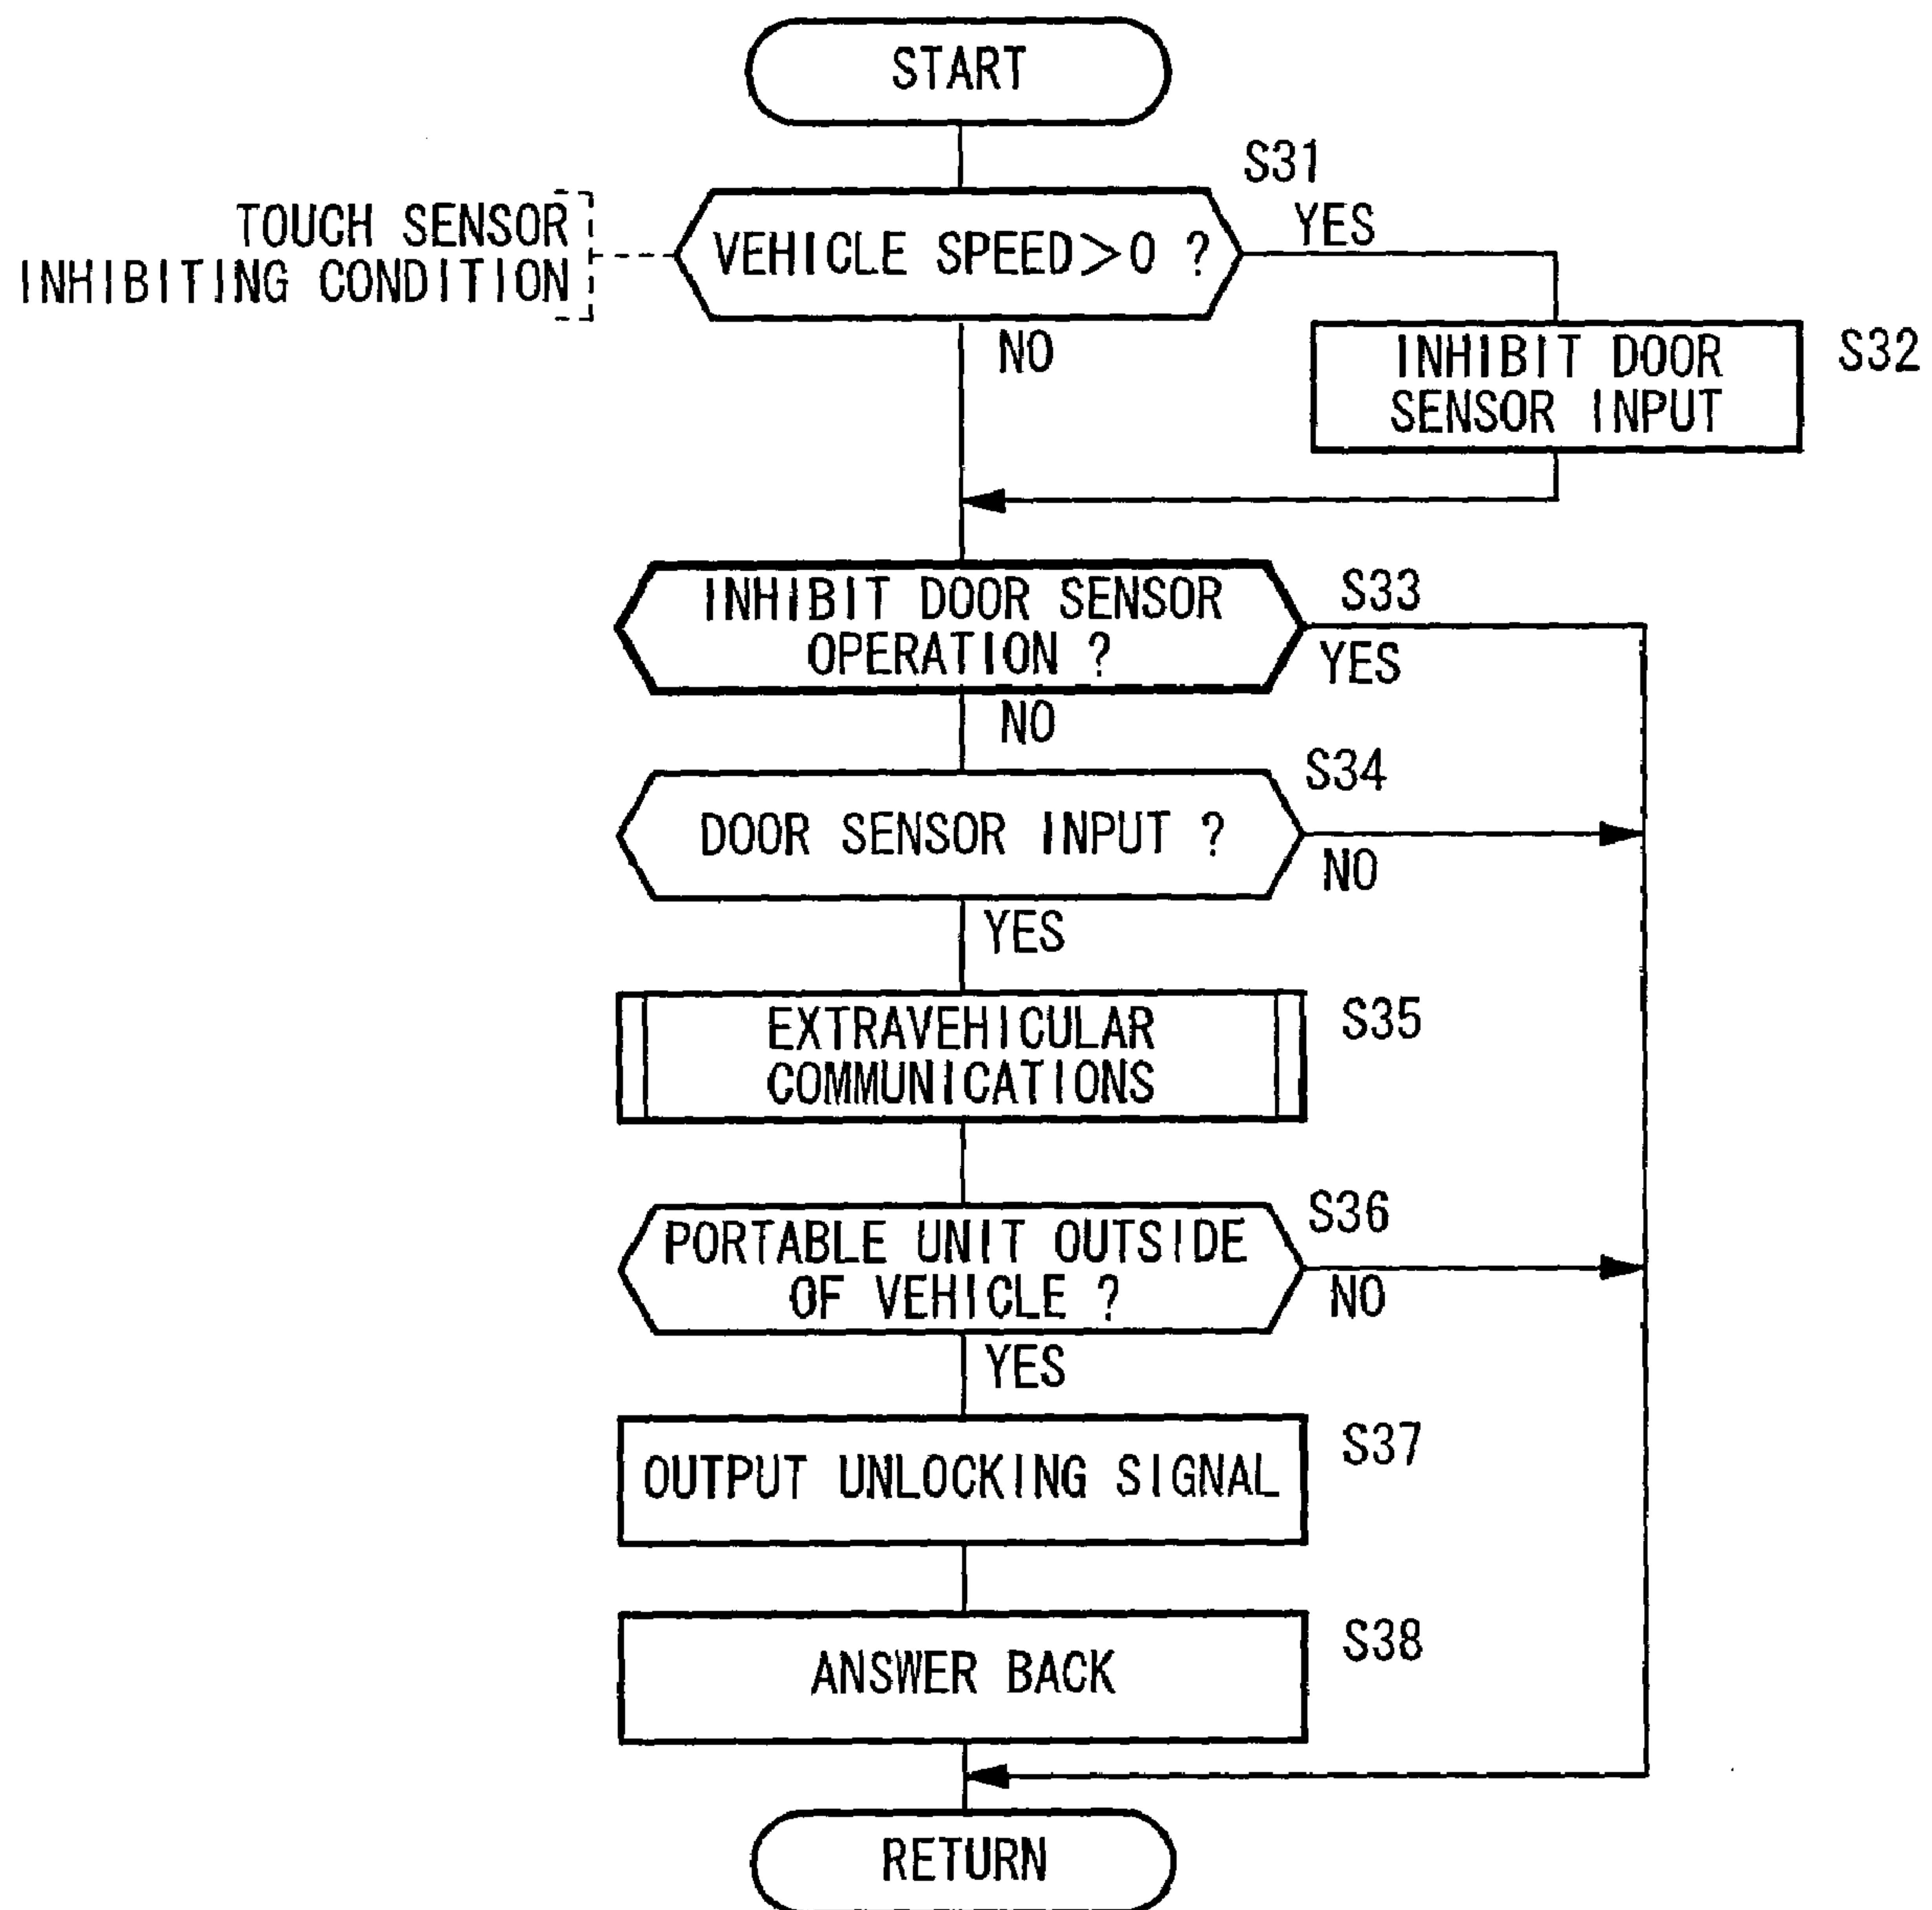 START
S31
TOUCH SENSOR
INHIBITING CONDITION
VEHICLE SPEED>0 ?
YES
NO
INHIBIT DOOR
SENSOR INPUT
S32
INHIBIT DOOR SENSOR
OPERATION ?
S33
YES
NO
S34
DOOR SENSOR INPUT ?
NO
YES
EXTRAVEHICULAR
COMMUNICATIONS
S35
PORTABLE UNIT OUTSIDE
OF VEHICLE ?
S36
NO
YES
OUTPUT UNLOCKING SIGNAL
S37
ANSWER BACK
S38
RETURN